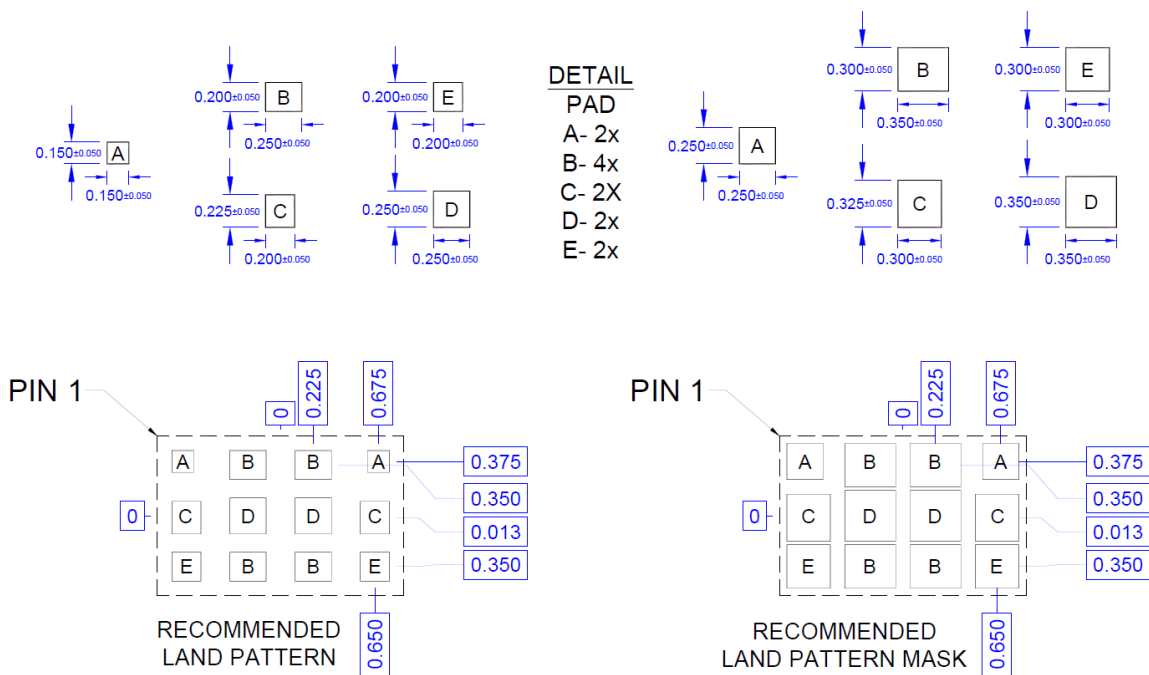 0.200±0.050
B
0.250±0.050
0.200±0.050
E
0.200±0.050
0.150±0.050
A
0.150±0.050
0.225±0.050
C
0.200±0.050
0.250±0.050
D
0.250±0.050
DETAIL
PAD
A- 2x
B- 4x
C- 2X
D- 2x
E- 2x
0.300±0.050
B
0.350±0.050
0.300±0.050
E
0.300±0.050
0.250±0.050
A
0.250±0.050
0.325±0.050
C
0.300±0.050
0.350±0.050
D
0.350±0.050
PIN 1
0
0.225
0.675
A B B A
0.375
0.350
0
C D D C
0.013
E B B E
0.350
0.650
RECOMMENDED
LAND PATTERN
PIN 1
0
0.225
0.675
A B B A
0.375
0.350
0
C D D C
0.013
E B B E
0.350
0.650
RECOMMENDED
LAND PATTERN MASK